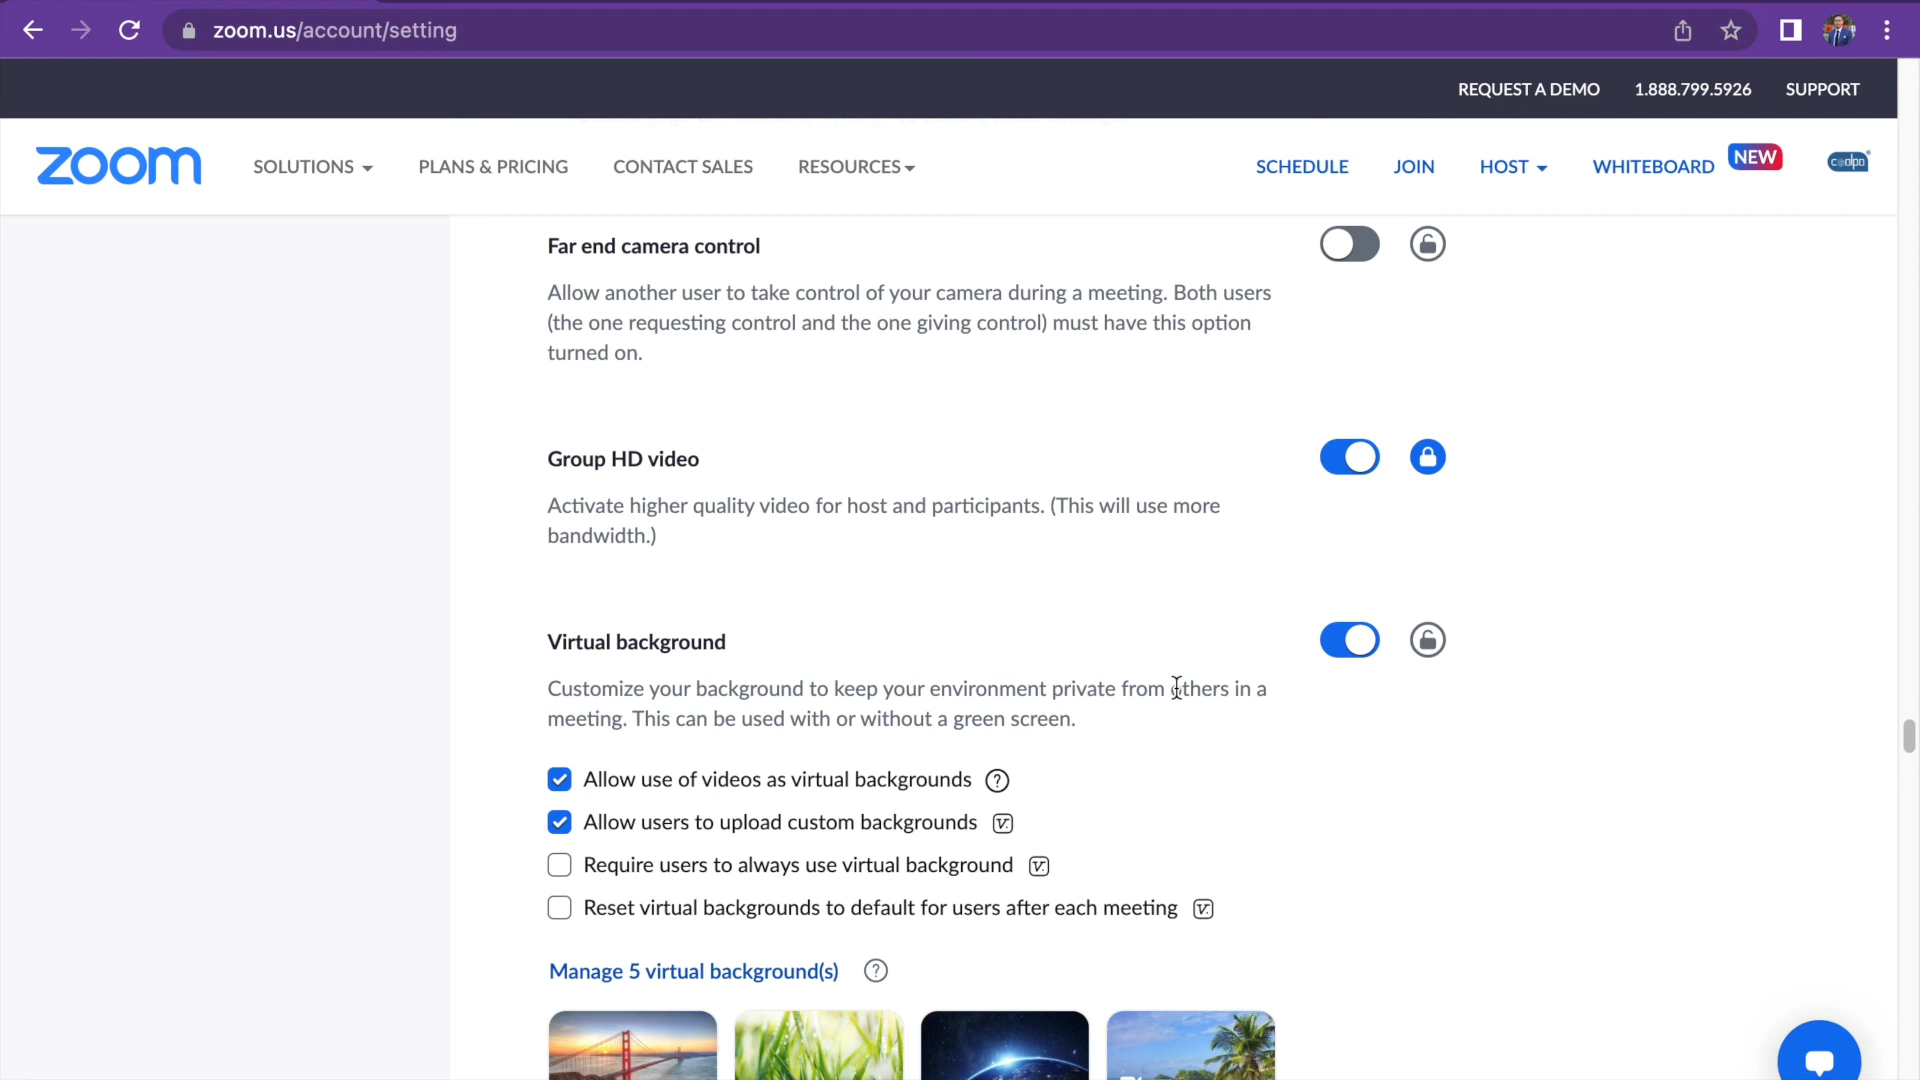 zoom.us/account/setting
REQUEST A DEMO 1.888.799.5926 SUPPORT
zoom SOLUTIONS PLANS & PRICING CONTACT SALES RESOURCES SCHEDULE JOIN HOST WHITEBOARD NEW coolpo
Far end camera control
Allow another user to take control of your camera during a meeting. Both users
(the one requesting control and the one giving control) must have this option
turned on.
Group HD video
Activate higher quality video for host and participants. (This will use more
bandwidth.)
Virtual background
Customize your background to keep your environment private from others in a
meeting. This can be used with or without a green screen.
Allow use of videos as virtual backgrounds ?
Allow users to upload custom backgrounds
Require users to always use virtual background
Reset virtual backgrounds to default for users after each meeting
Manage 5 virtual background(s) ?